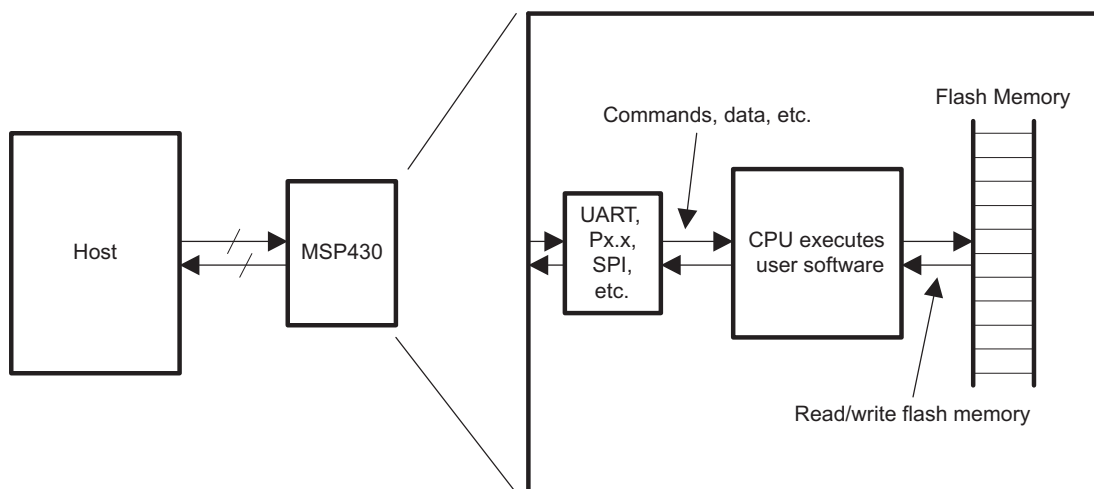 Host
MSP430
UART,
Px.x,
SPI,
etc.
Commands, data, etc.
CPU executes
user software
Flash Memory
Read/write flash memory